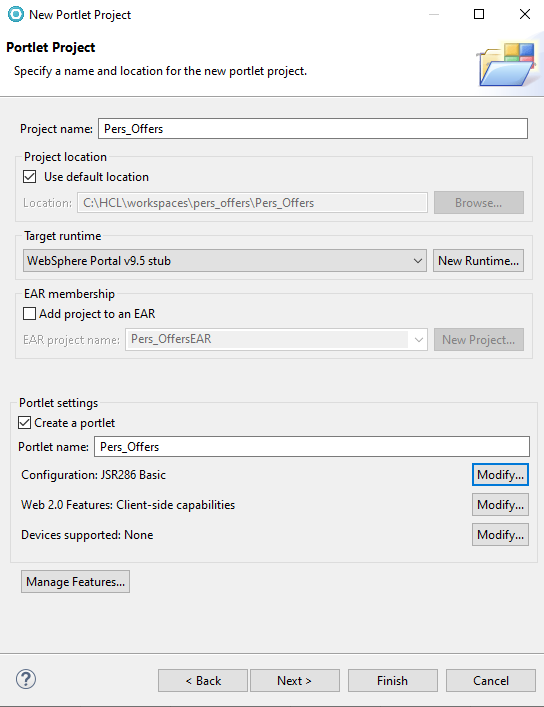 New Portlet Project
Portlet Project
Specify a name and location for the new portlet project.
Project name: Pers_Offers
Project location
Use default location
Location: C:\HCL\workspaces\pers_offers\Pers_Offers Browse...
Target runtime
WebSphere Portal v9.5 stub New Runtime...
EAR membership
Add project to an EAR
EAR project name: Pers_OffersEAR New Project...
Portlet settings
Create a portlet
Portlet name: Pers_Offers
Configuration: JSR286 Basic Modify...
Web 2.0 Features: Client-side capabilities Modify...
Devices supported: None Modify...
Manage Features...
? < Back Next > Finish Cancel